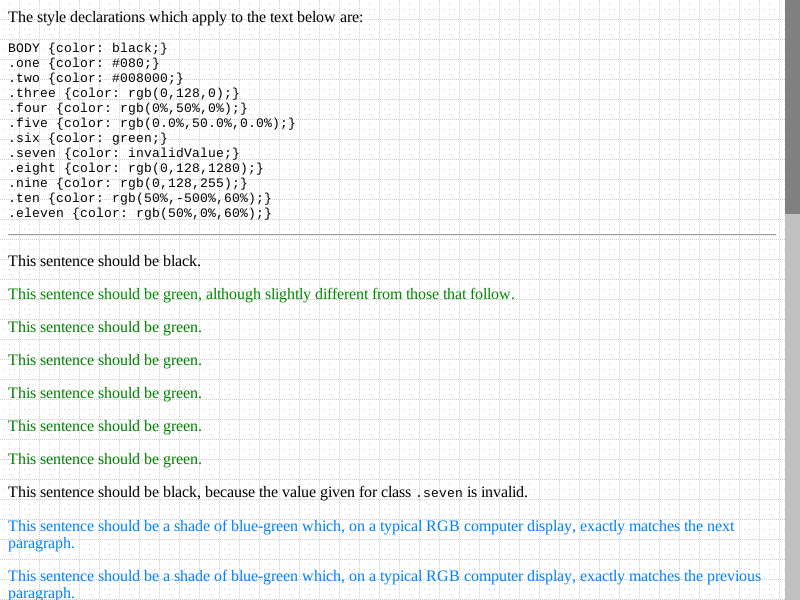 The style declarations which apply to the text below are:
BODY {color: black;}
.one {color: #080;}
.two {color: #008000;}
.three {color: rgb(0,128,0);}
.four {color: rgb(0%,50%,0%);}
.five {color: rgb(0.0%,50.0%,0.0%);}
.six {color: green;}
.seven {color: invalidValue;}
.eight {color: rgb(0,128,1280);}
.nine {color: rgb(0,128,255);}
.ten {color: rgb(50%,-500%,60%);}
.eleven {color: rgb(50%,0%,60%);}
This sentence should be black.
This sentence should be green, although slightly different from those that follow.
This sentence should be green.
This sentence should be green.
This sentence should be green.
This sentence should be green.
This sentence should be green.
This sentence should be black, because the value given for class .seven is invalid.
This sentence should be a shade of blue-green which, on a typical RGB computer display, exactly matches the next
paragraph.
This sentence should be a shade of blue-green which, on a typical RGB computer display, exactly matches the previous
paragraph.